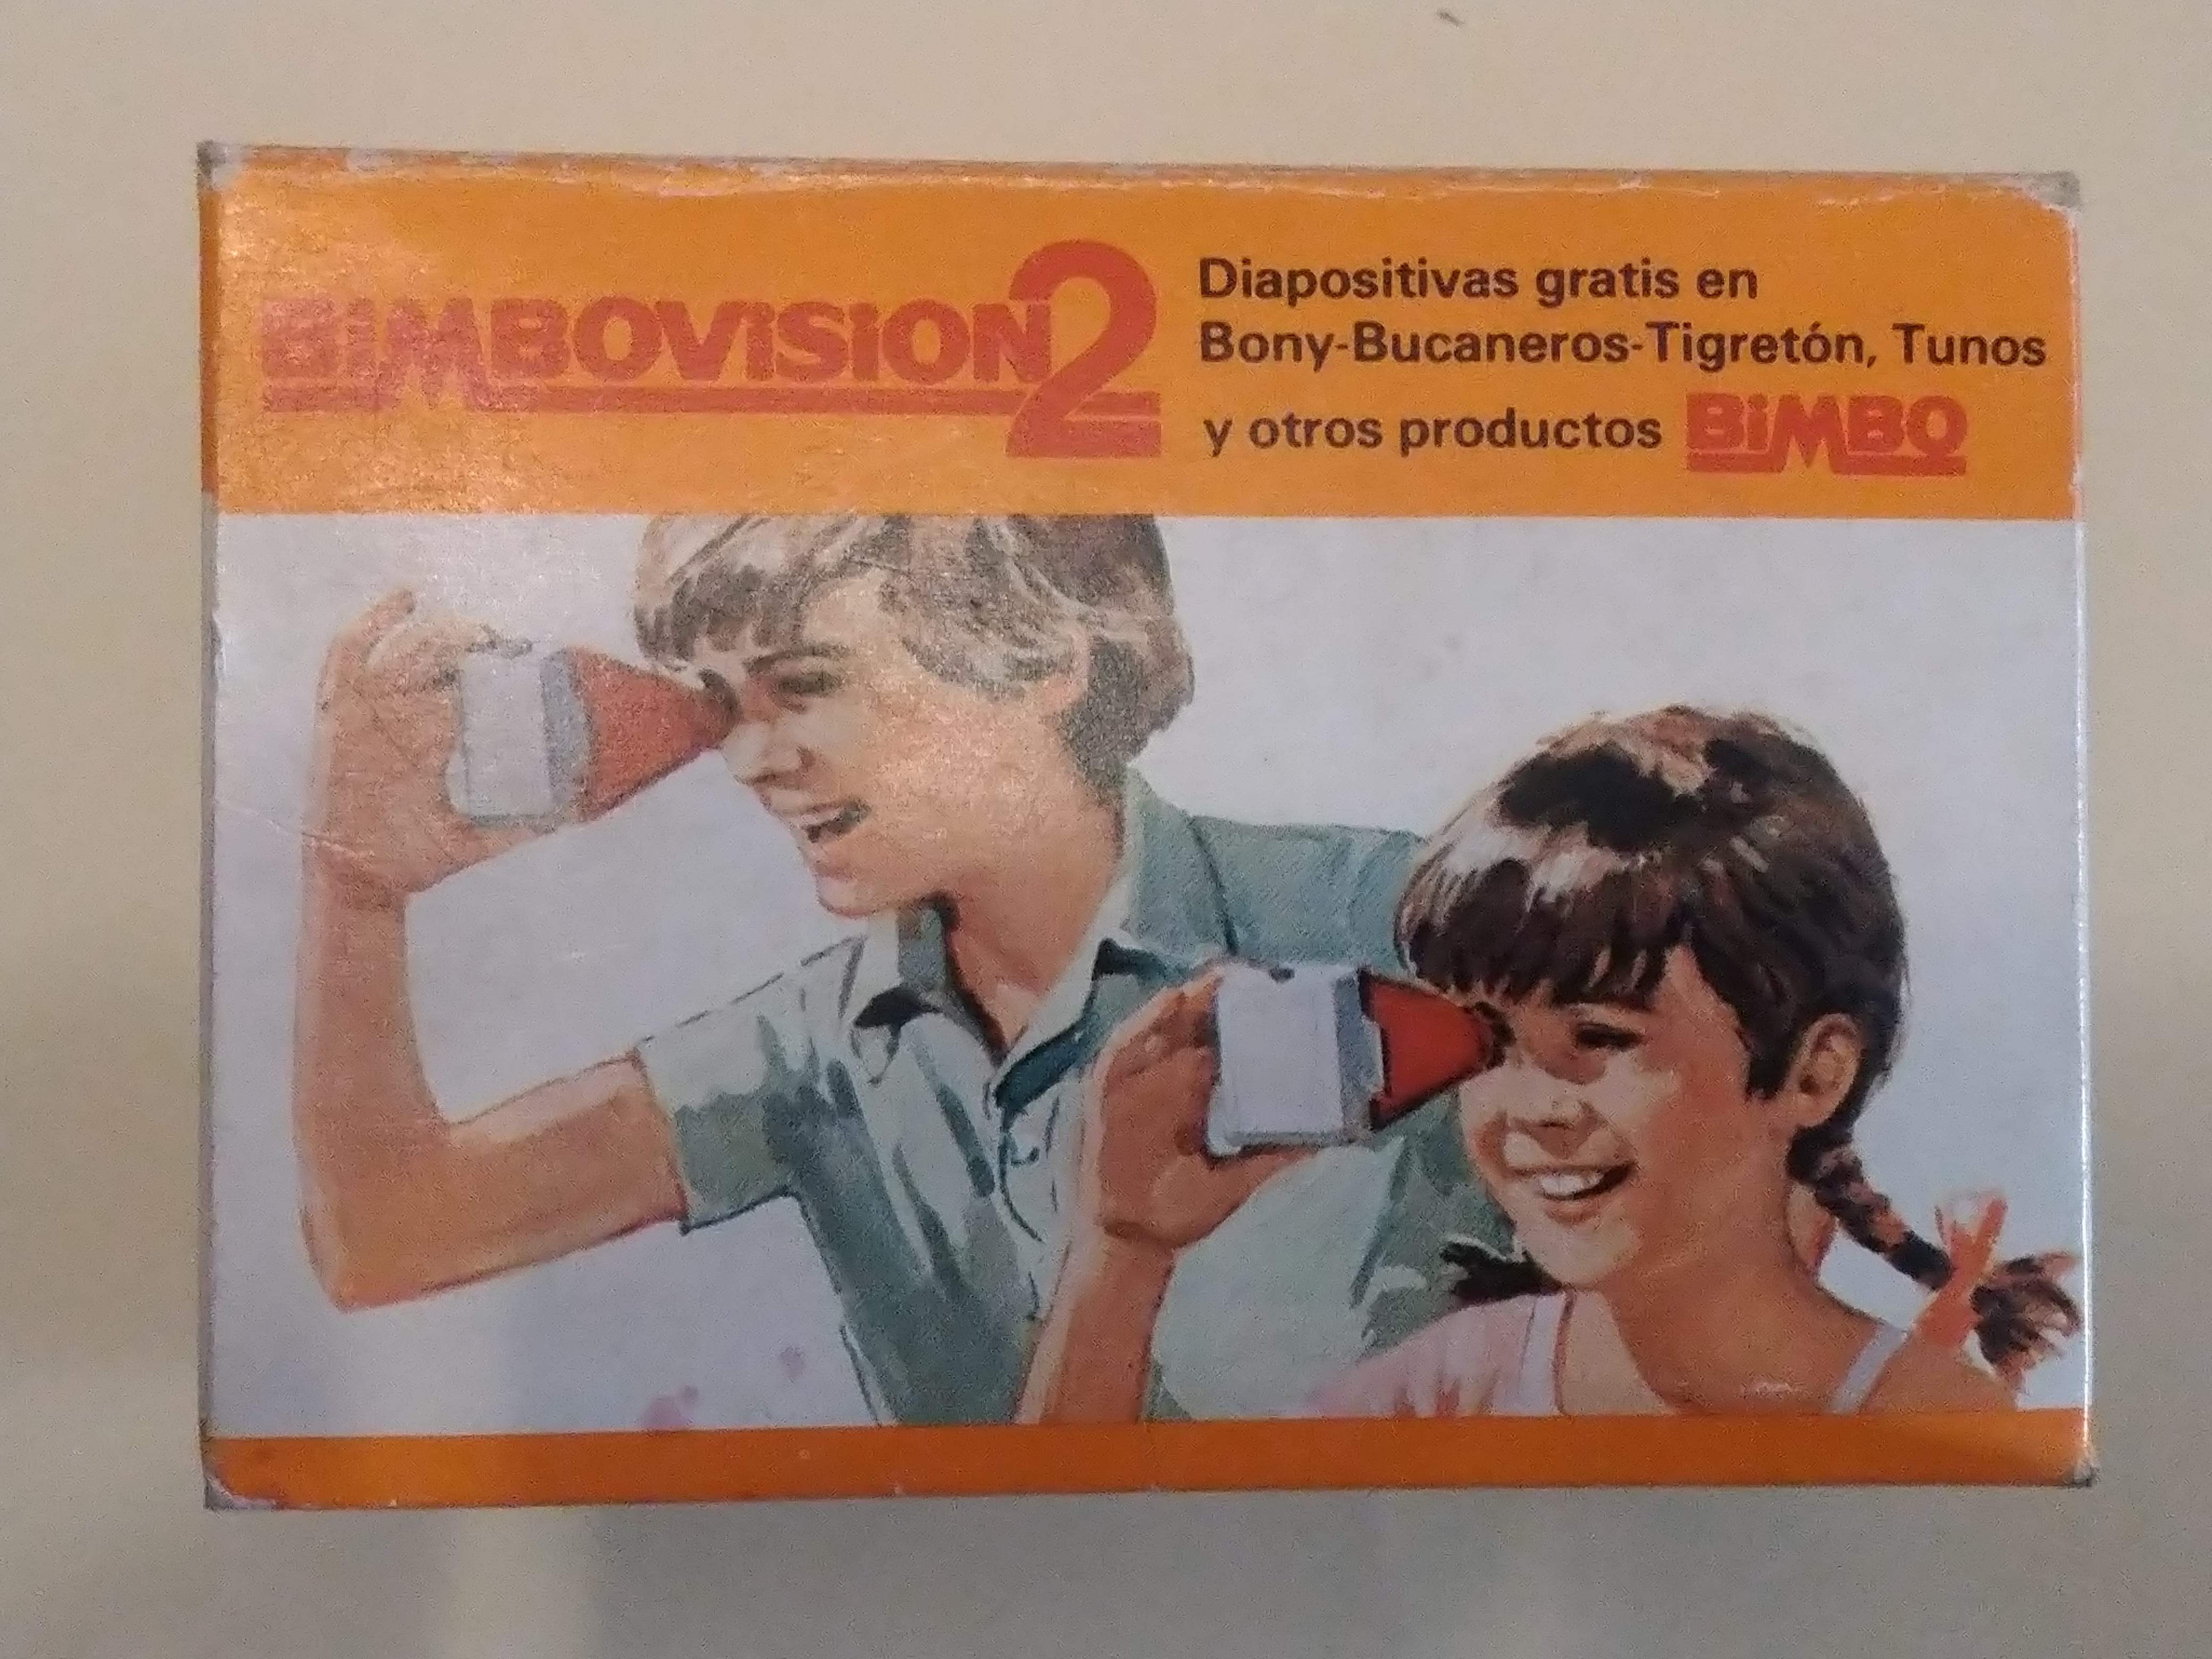 BiMBOVISION 2
Diapositivas gratis en
Bony-Bucaneros-Tigretón, Tunos
y otros productos BiMBO